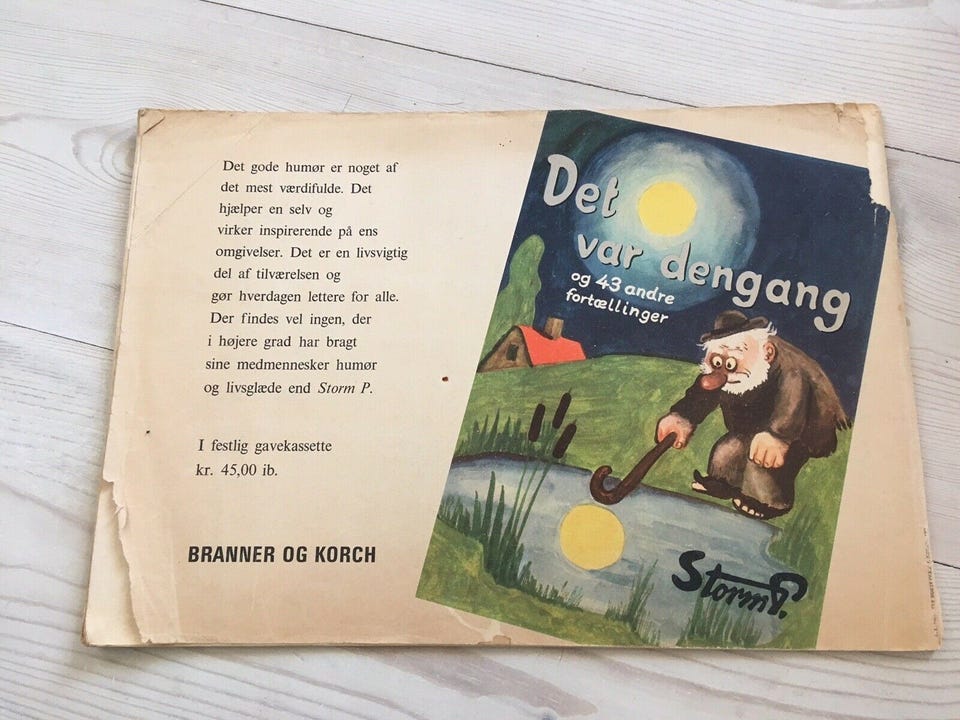 Det gode humør er noget af
det mest værdifulde. Det
hjælper en selv og
virker inspirerende på ens
omgivelser. Det er en livsvigtig
del af tilværelsen og
gør hverdagen lettere for alle.
Der findes vel ingen, der
i højere grad har bragt
sine medmennesker humør
og livsglæde end Storm P.
I festlig gavekassette
kr. 45,00 ib.
BRANNER OG KORCH
Det
var dengang
og 43 andre
fortællinger
Storm P.